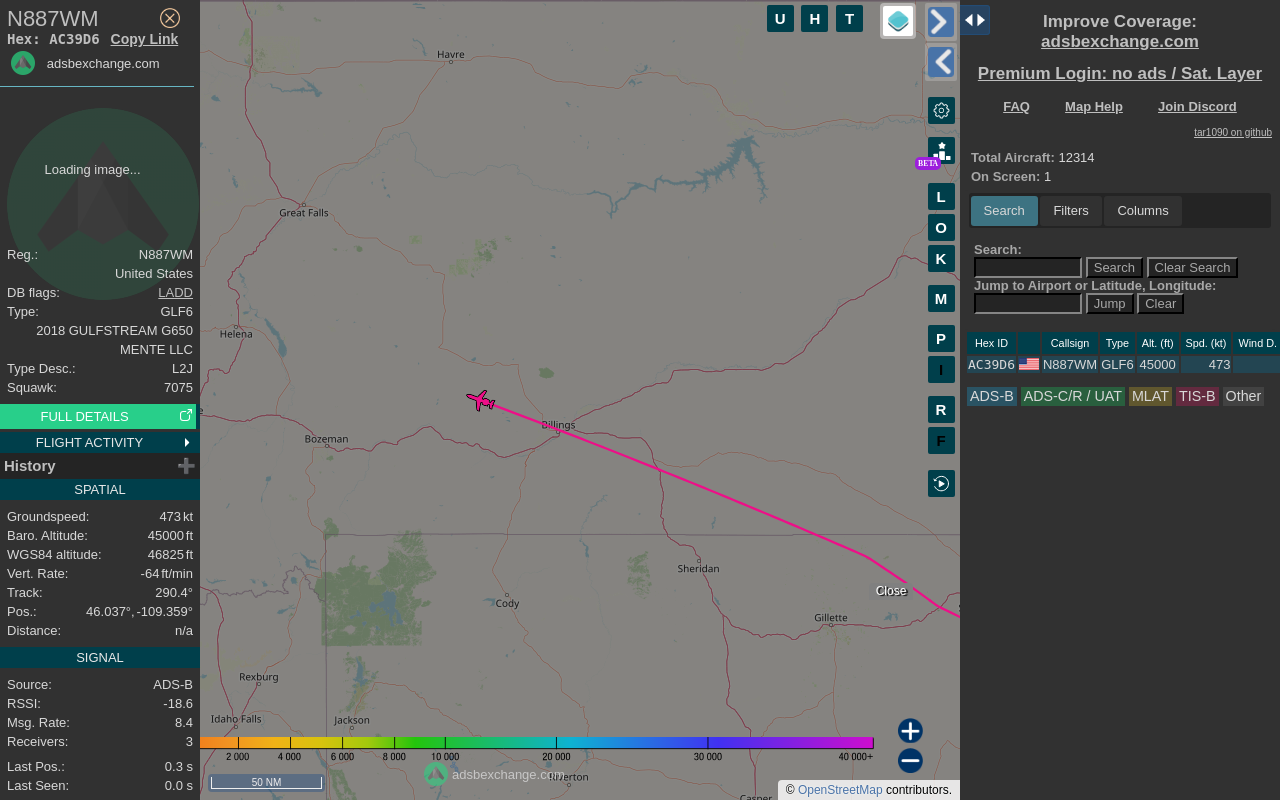 N887WM
Hex: AC39D6 Copy Link
adsbexchange.com
Loading image...
Reg.: N887WM
United States
DB flags: LADD
Type: GLF6
2018 GULFSTREAM G650
MENTE LLC
Type Desc.: L2J
Squawk: 7075
FULL DETAILS
FLIGHT ACTIVITY
History
SPATIAL
Groundspeed: 473 kt
Baro. Altitude: 45000 ft
WGS84 altitude: 46825 ft
Vert. Rate: -64 ft/min
Track: 290.4°
Pos.: 46.037°, -109.359°
Distance: n/a
SIGNAL
Source: ADS-B
RSSI: -18.6
Msg. Rate: 8.4
Receivers: 3
Last Pos.: 0.3 s
Last Seen: 0.0 s
Havre
Great Falls
Helena
Bozeman
Billings
Sheridan
Close
Cody
Gillette
Rexburg
Idaho Falls
Jackson
Riverton
Casper
2 000 4 000 6 000 8 000 10 000 20 000 30 000 40 000+
50 NM
adsbexchange.com
© OpenStreetMap contributors.
U H T
BETA
L
O
K
M
P
I
R
F
Improve Coverage:
adsbexchange.com
Premium Login: no ads / Sat. Layer
FAQ Map Help Join Discord
tar1090 on github
Total Aircraft: 12314
On Screen: 1
Search Filters Columns
Search:
Search Clear Search
Jump to Airport or Latitude, Longitude:
Jump Clear
Hex ID Callsign Type Alt. (ft) Spd. (kt) Wind D.
AC39D6 N887WM GLF6 45000 473
ADS-B ADS-C/R / UAT MLAT TIS-B Other